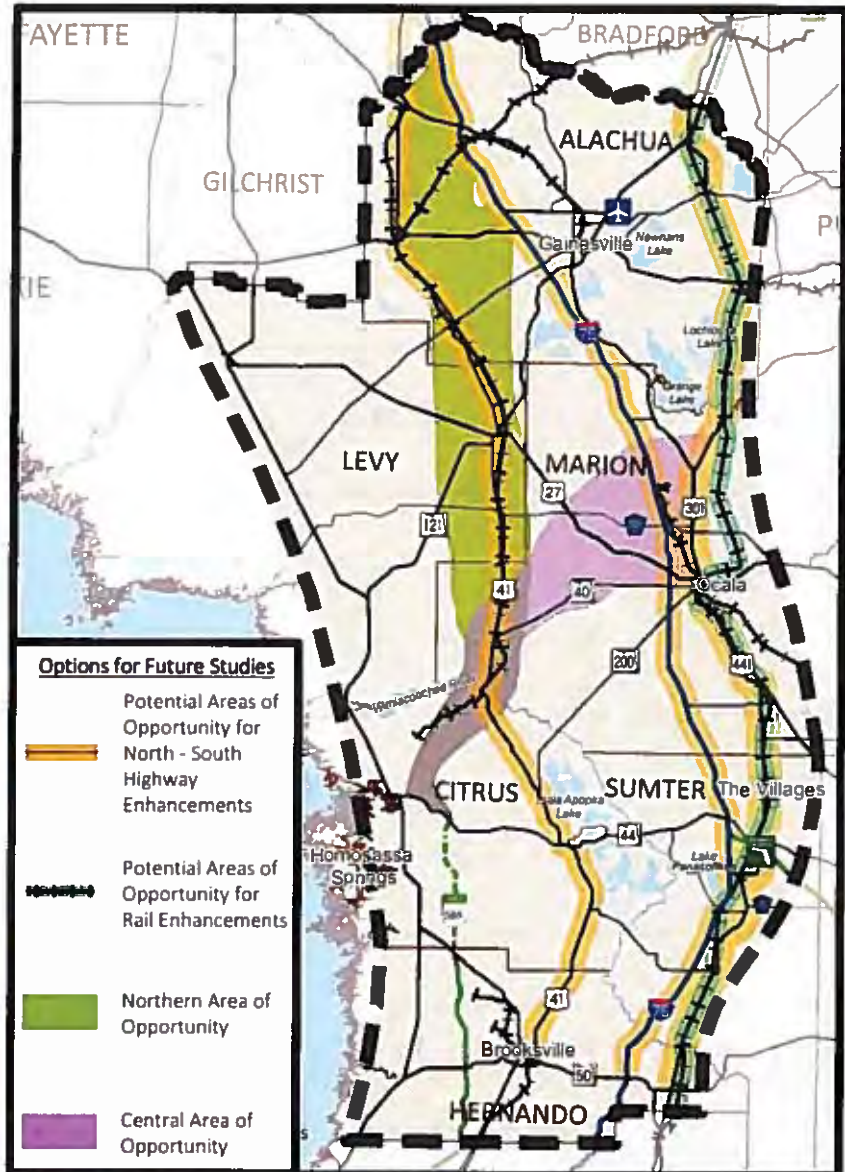 FAYETTE
BRADFORD
ALACHUA
GILCHRIST
Gainesville
Newnans
Lake
Lochloosa
Lake
Orange
Lake
LEVY
MARION
27
301
121
41
40
Ocala
200
441
Options for Future Studies
Potential Areas of
Opportunity for
North - South
Highway
Enhancements
Potential Areas of
Opportunity for
Rail Enhancements
Northern Area of
Opportunity
Central Area of
Opportunity
CITRUS
SUMTER
The Villages
Lake
44
Lake
Homosassa
Springs
41
75
Brooksville
50
HERNANDO